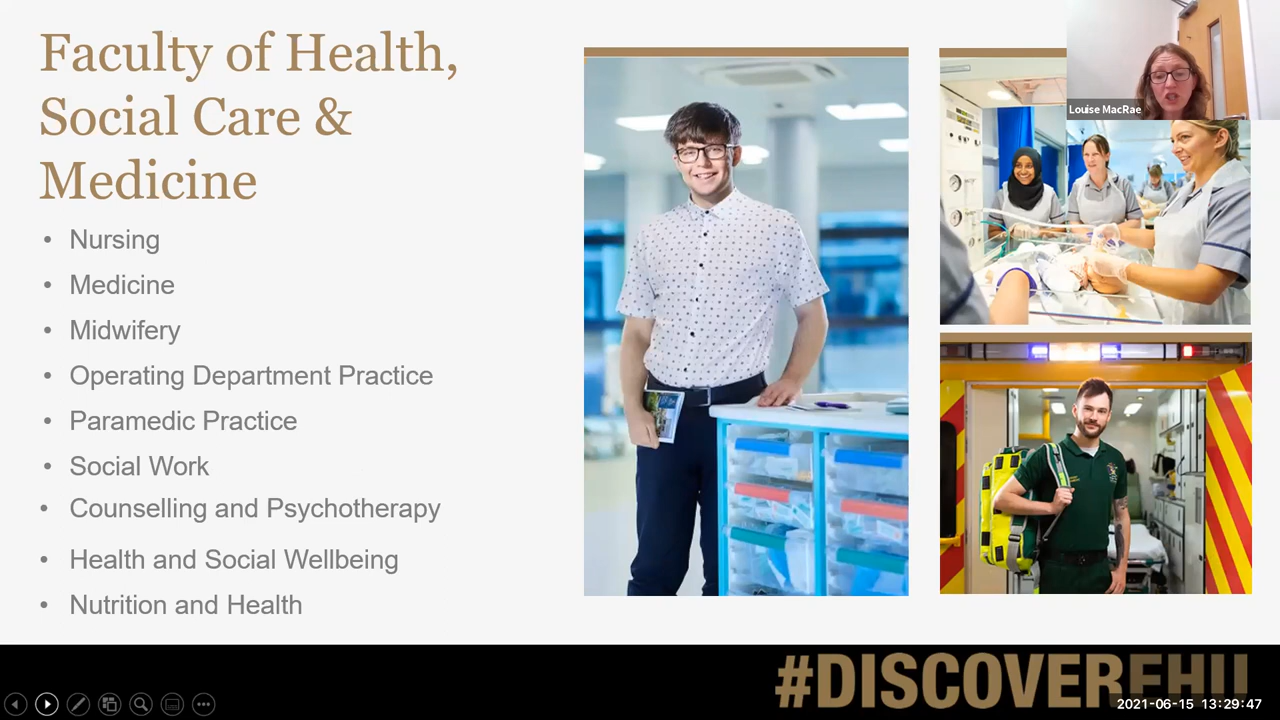 Faculty of Health,
Social Care &
Medicine
• Nursing
• Medicine
• Midwifery
• Operating Department Practice
• Paramedic Practice
• Social Work
• Counselling and Psychotherapy
• Health and Social Wellbeing
• Nutrition and Health
Louise MacRae
#DISCOVEREHU
2021-06-15 13:29:47